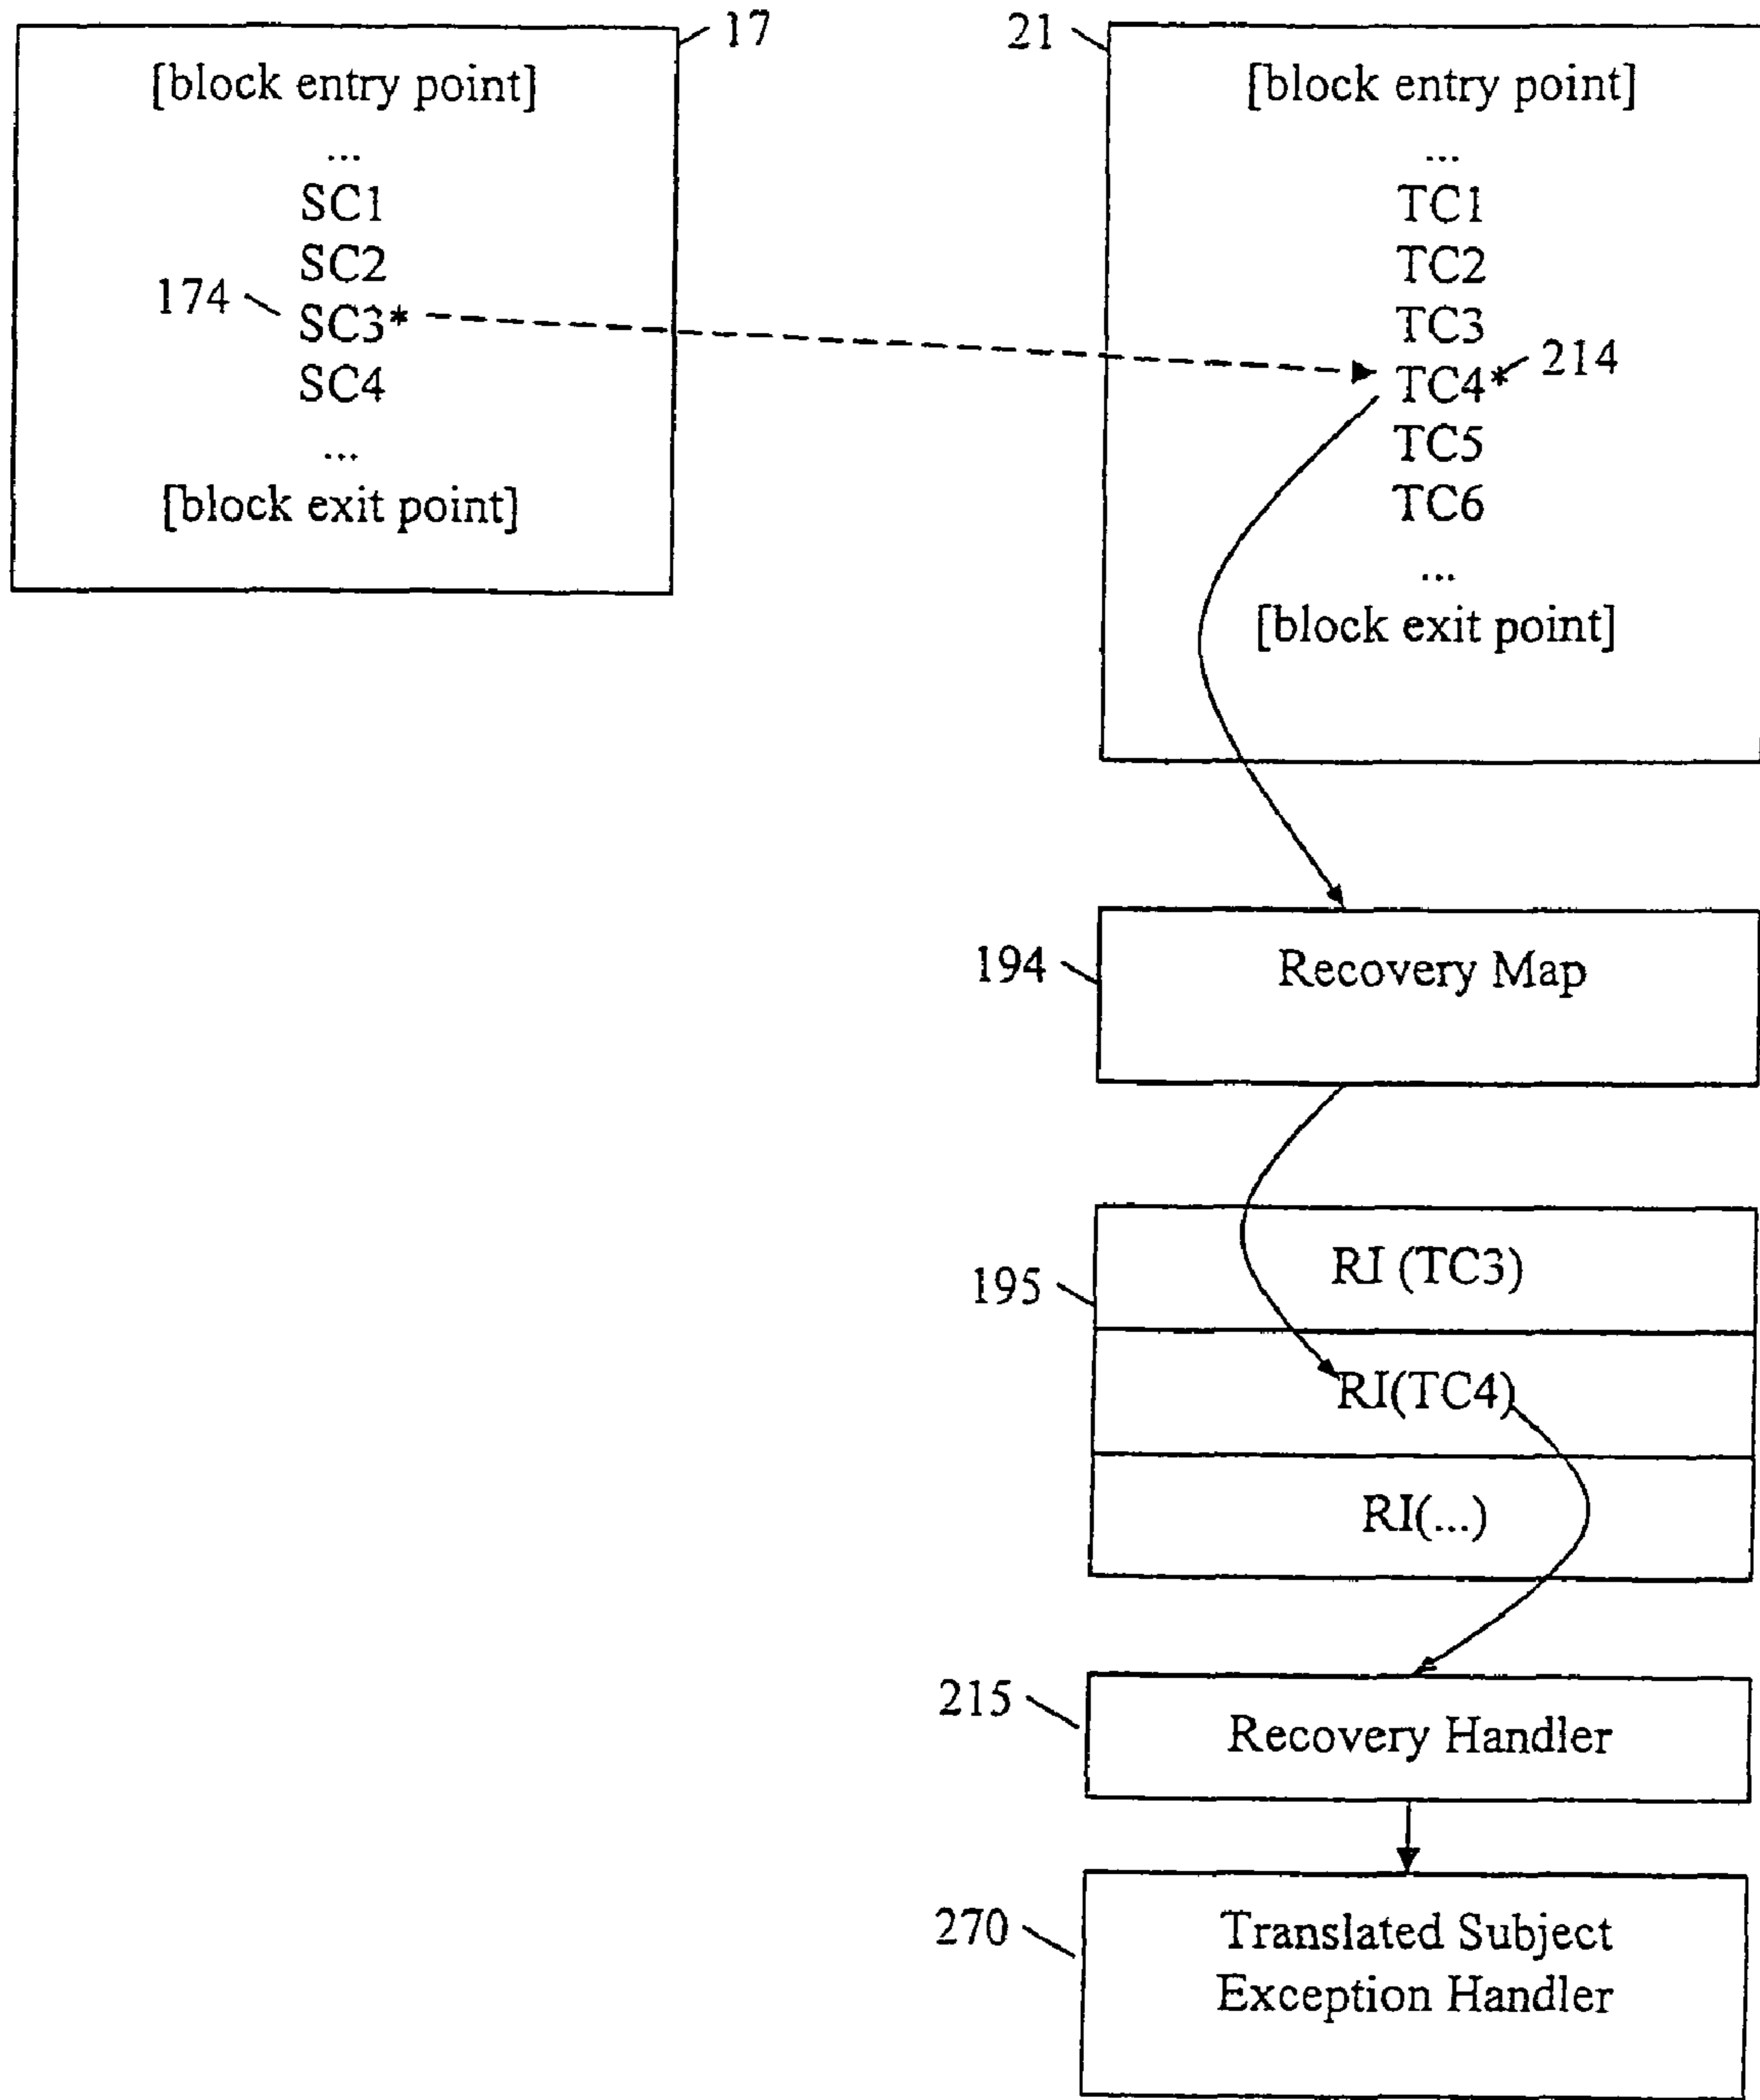 17
[block entry point]
...
SC1
SC2
174
SC3*
SC4
...
[block exit point]
21
[block entry point]
...
TC1
TC2
TC3
TC4*
214
TC5
TC6
...
[block exit point]
194
Recovery Map
195
RI (TC3)
RI(TC4)
RI(...)
215
Recovery Handler
270
Translated Subject
Exception Handler